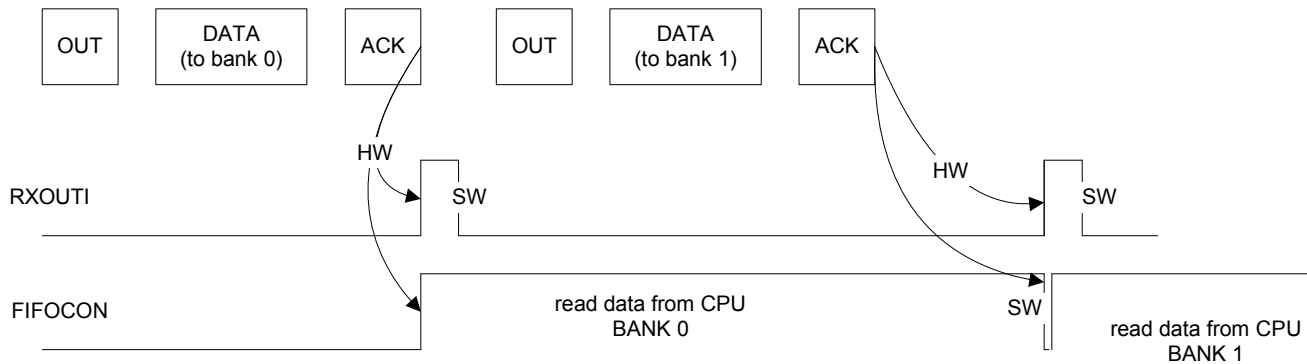 OUT
DATA
(to bank 0)
ACK
OUT
DATA
(to bank 1)
ACK
HW
HW
RXOUTI
SW
SW
FIFOCON
read data from CPU
BANK 0
SW
read data from CPU
BANK 1